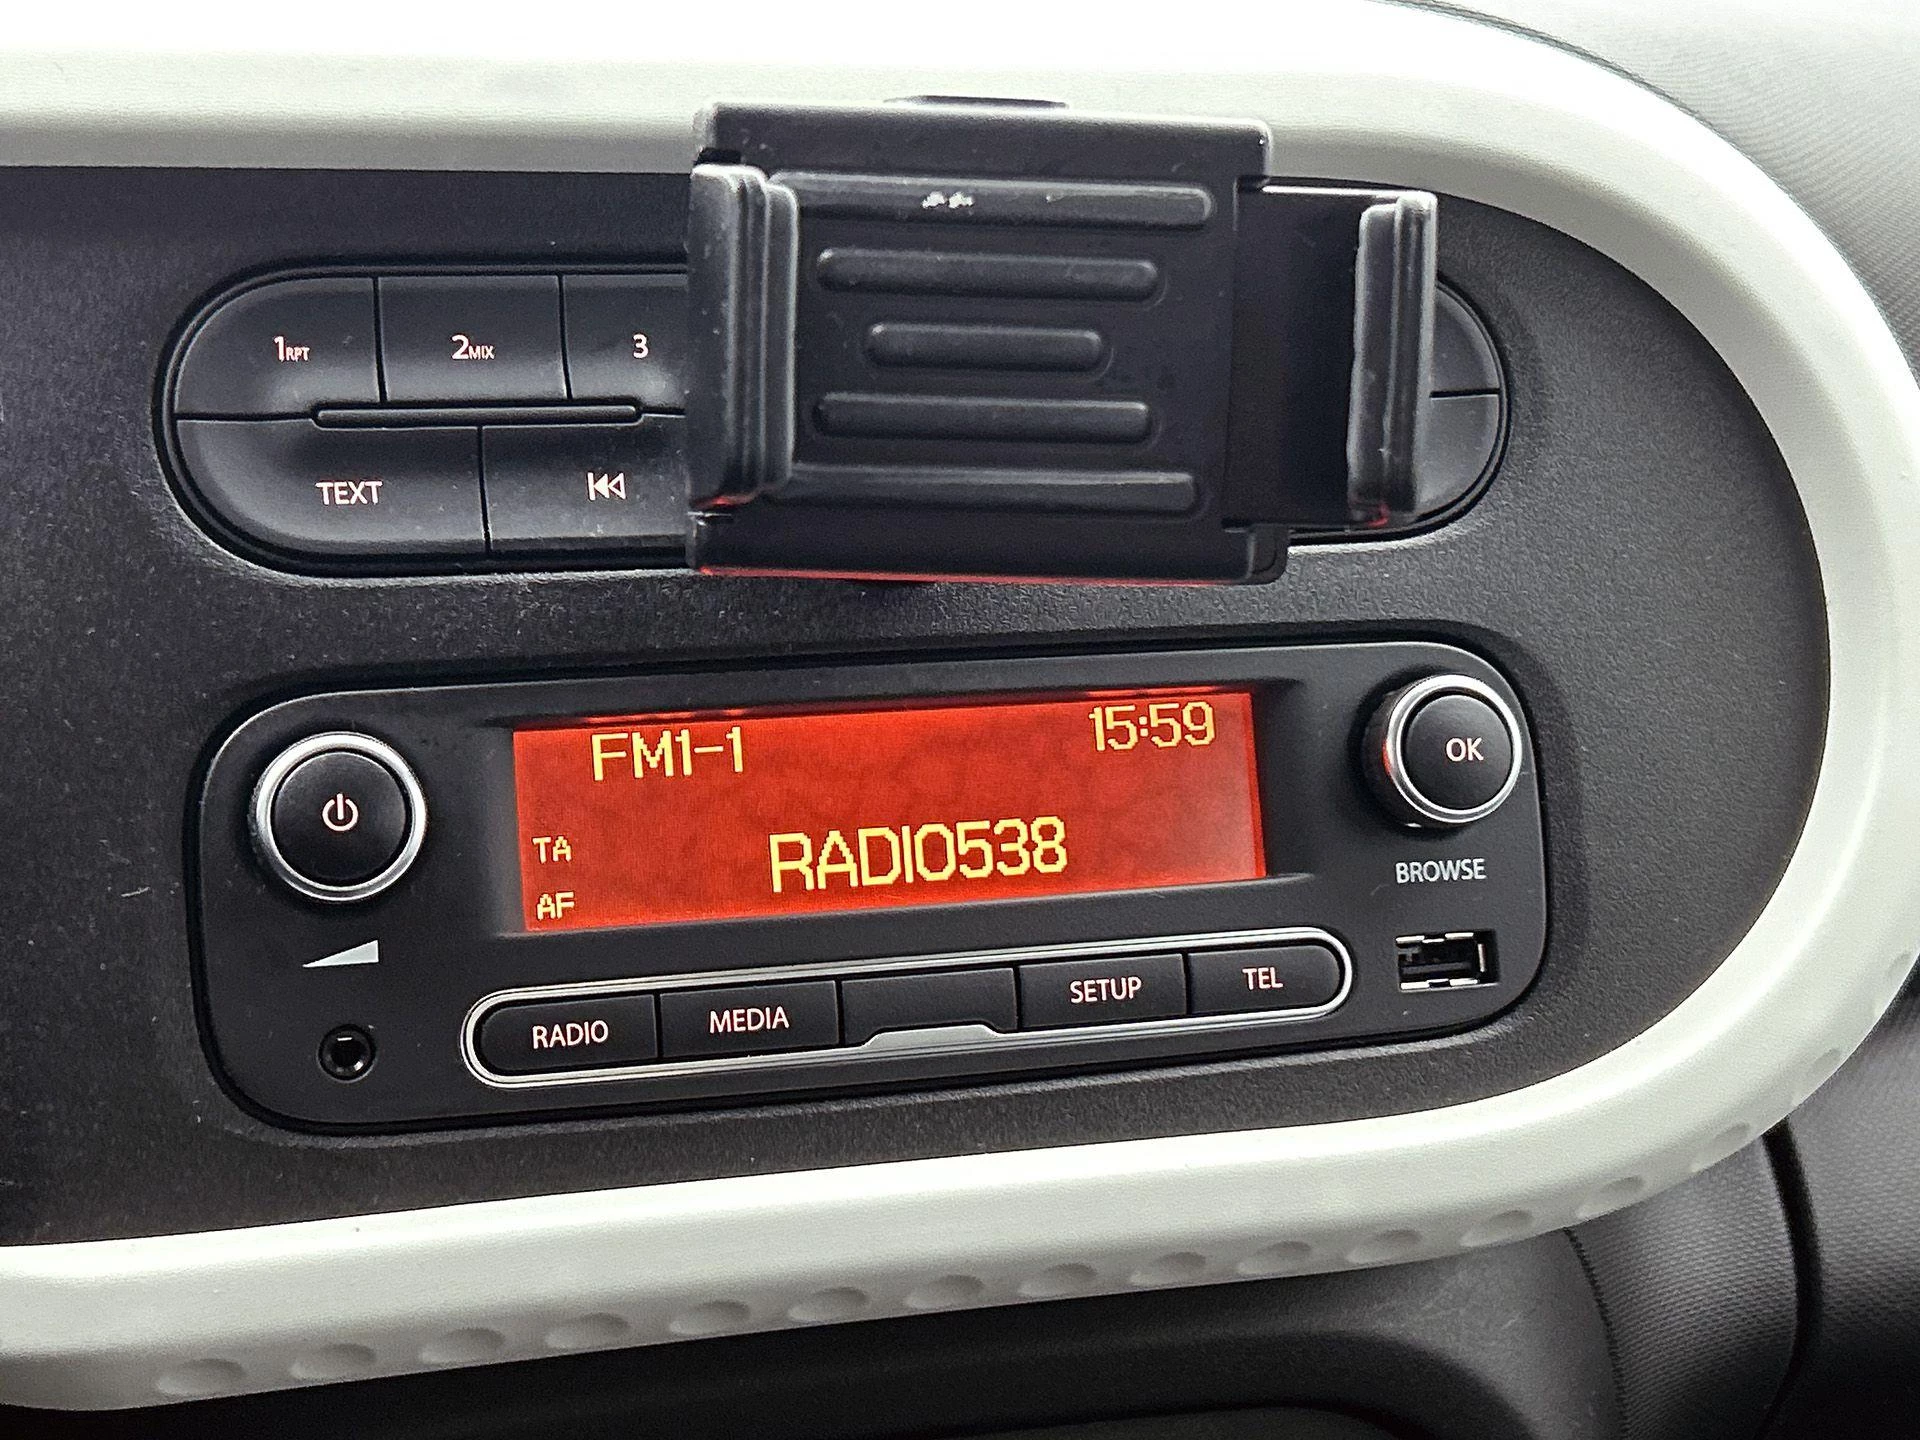 1RPT 2MIX 3
TEXT
FM1-1 15:59
TA RADIO538
AF
OK
BROWSE
RADIO MEDIA SETUP TEL